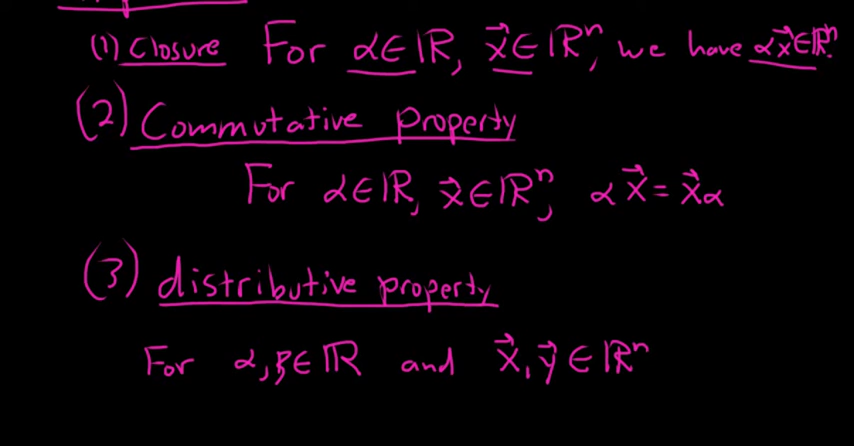 (1) Closure For α∈ℝ, x⃗∈ℝⁿ, we have αx⃗∈ℝⁿ.
(2) Commutative property
For α∈ℝ, x⃗∈ℝⁿ, αx⃗ = x⃗α
(3) distributive property
For α, β∈ℝ and x⃗, y⃗∈ℝⁿ